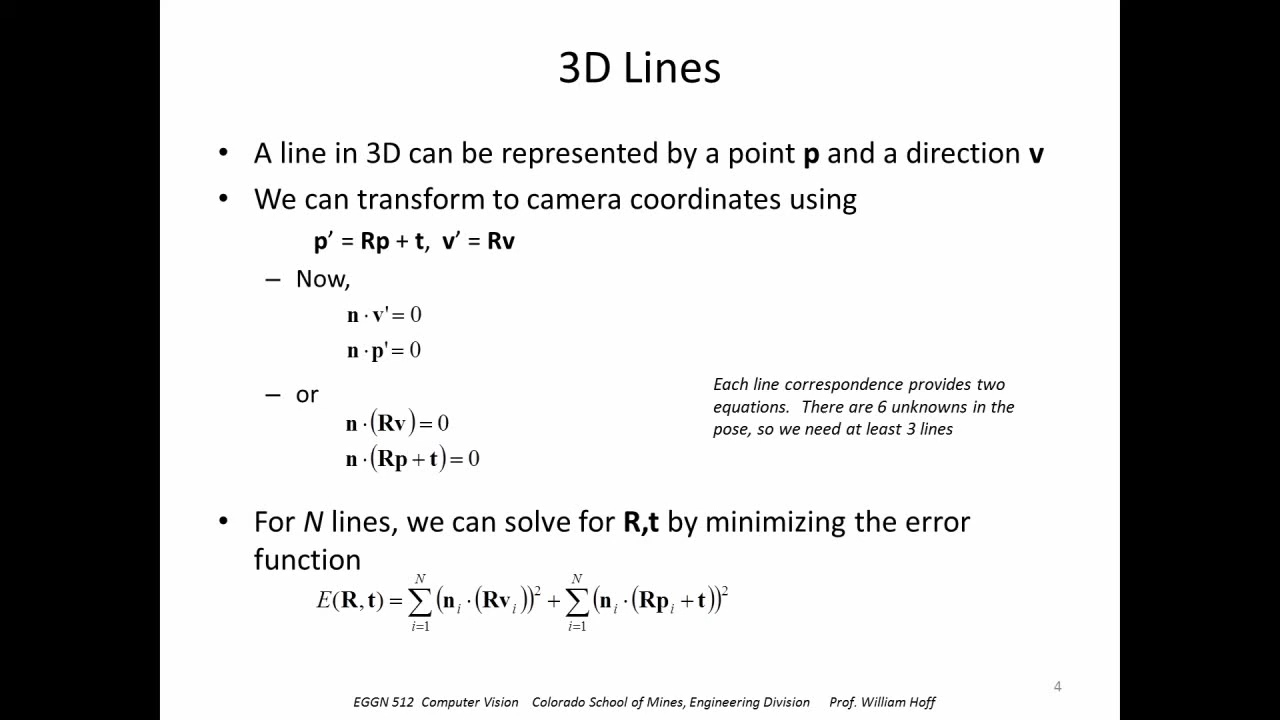 3D Lines
• A line in 3D can be represented by a point p and a direction v
• We can transform to camera coordinates using
p’ = Rp + t, v’ = Rv
– Now,
n · v' = 0
n · p' = 0
– or
n · (Rv) = 0
n · (Rp + t) = 0
Each line correspondence provides two
equations. There are 6 unknowns in the
pose, so we need at least 3 lines
• For N lines, we can solve for R,t by minimizing the error
function
E(R, t) = ∑_{i=1}^{N} (n_i · (Rv_i))^2 + ∑_{i=1}^{N} (n_i · (Rp_i + t))^2
4
EGGN 512 Computer Vision Colorado School of Mines, Engineering Division Prof. William Hoff